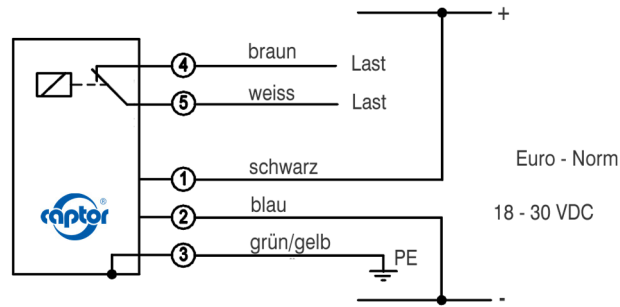 +
4 braun Last
5 weiss Last
1 schwarz
Euro - Norm
captor®
2 blau
18 - 30 VDC
3 grün/gelb PE
-